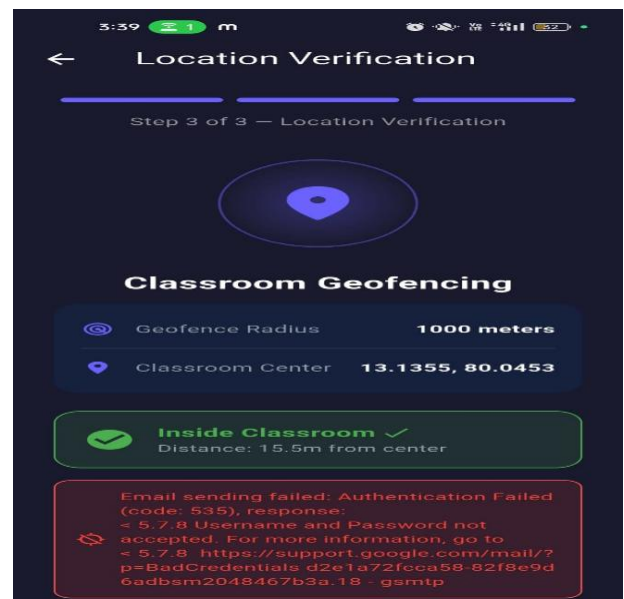 3:39 1 m 52
← Location Verification
Step 3 of 3 — Location Verification
Classroom Geofencing
Geofence Radius 1000 meters
Classroom Center 13.1355, 80.0453
Inside Classroom ✓
Distance: 15.5m from center
Email sending failed: Authentication Failed
(code: 535), response:
< 5.7.8 Username and Password not
accepted. For more information, go to
< 5.7.8 https://support.google.com/mail/?
p=BadCredentials d2e1a72fcca58-82f8e9d
6adbsm2048467b3a.18 - gsmtp